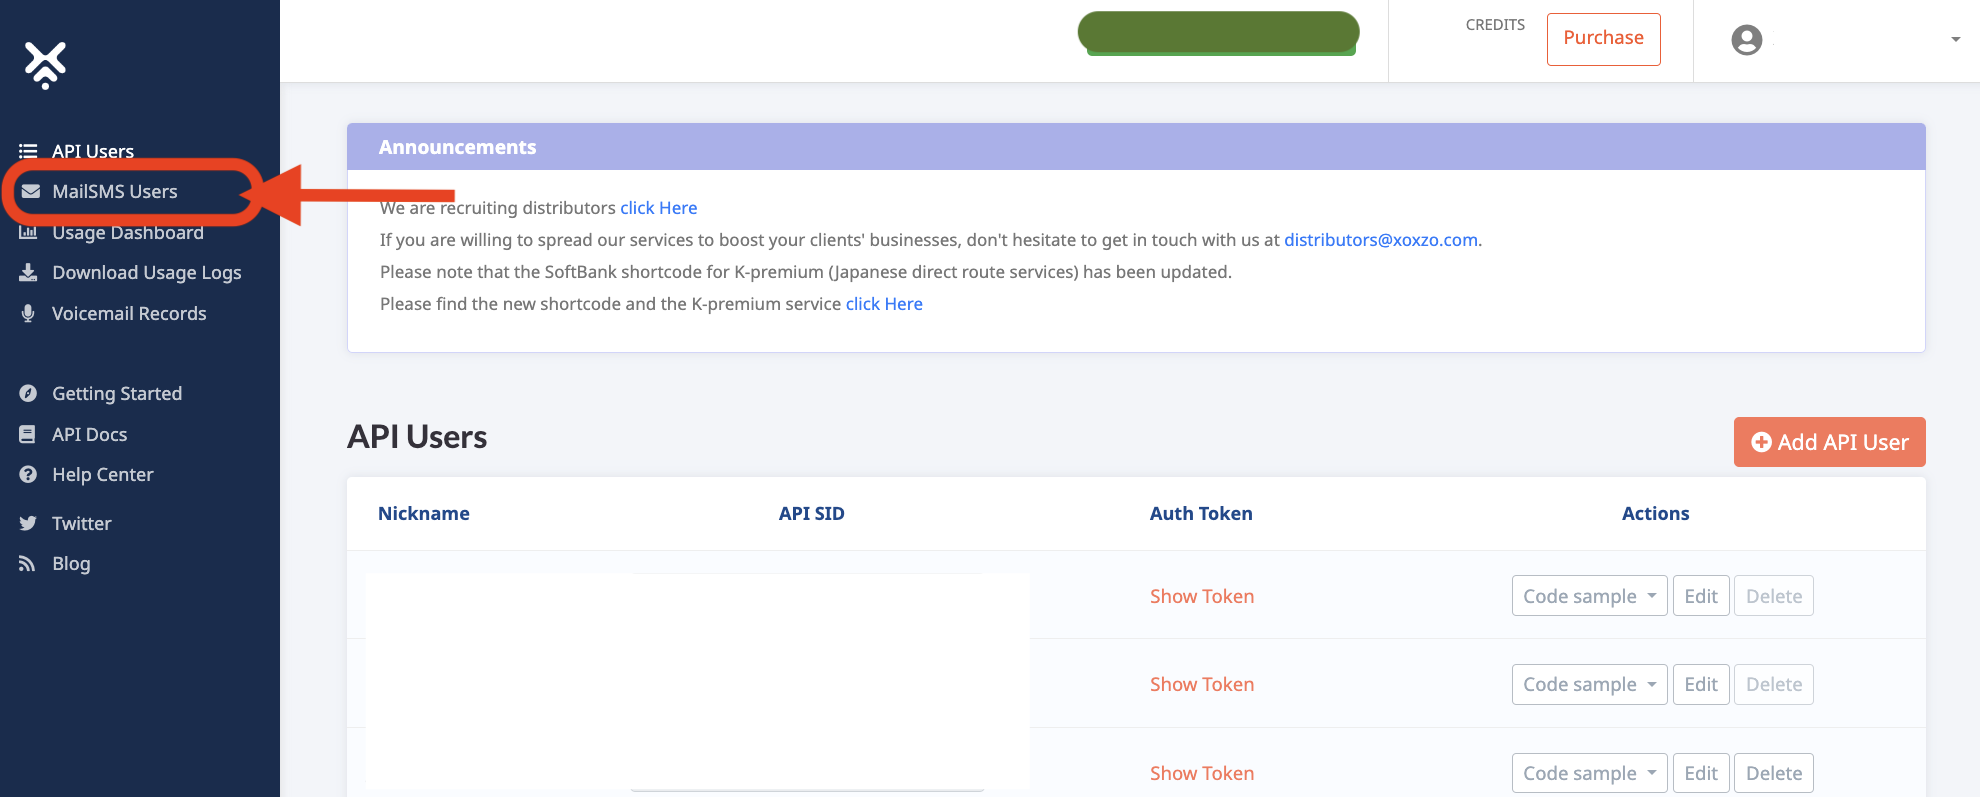 CREDITS
Purchase
API Users
MailSMS Users
Usage Dashboard
Download Usage Logs
Voicemail Records
Getting Started
API Docs
Help Center
Twitter
Blog
Announcements
We are recruiting distributors click Here
If you are willing to spread our services to boost your clients' businesses, don't hesitate to get in touch with us at distributors@xoxzo.com.
Please note that the SoftBank shortcode for K-premium (Japanese direct route services) has been updated.
Please find the new shortcode and the K-premium service click Here
API Users
Add API User
Nickname API SID Auth Token Actions
Show Token Code sample Edit Delete
Show Token Code sample Edit Delete
Show Token Code sample Edit Delete